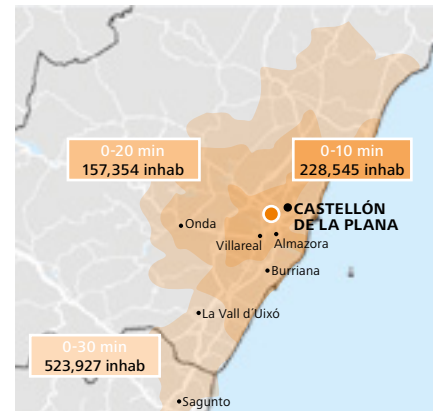 0-20 min
157,354 inhab
0-10 min
228,545 inhab
CASTELLÓN
DE LA PLANA
Onda
Villareal
Almazora
Burriana
La Vall d´Uixó
0-30 min
523,927 inhab
Sagunto